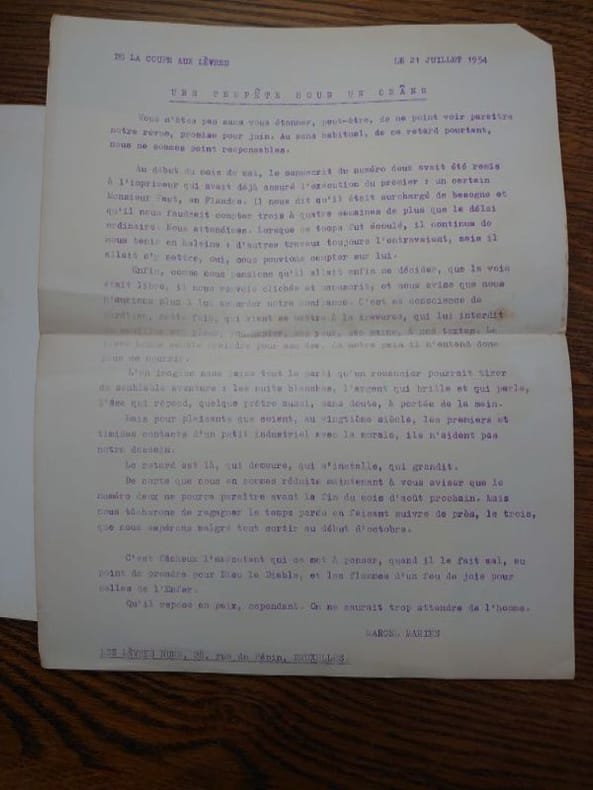 DE LA COUPE AUX LÈVRES LE 21 JUILLET 1954
UNE TEMPÊTE SOUS UN CRÂNE
Vous n'êtes pas sans vous étonner, peut-être, de ne point voir paraître
notre revue, promise pour juin. Au sens habituel, de ce retard pourtant,
nous ne sommes point responsables.
Au début du mois de mai, le manuscrit du numéro deux avait été remis
à l'imprimeur qui avait déjà assuré l'exécution du premier : un certain
Monsieur en Flandre. Il nous dit qu'il était surchargé de besogne et
qu'il nous faudrait compter trois à quatre semaines de plus que le délai
ordinaire. Nous attendîmes. Lorsque ce temps fut écoulé, il continua de
nous tenir en haleine : d'autres travaux toujours l'entravaient, mais il
allait s'y mettre, oui, nous pouvions compter sur lui.
Enfin, comme nous pensions qu'il allait enfin se décider, que la voie
était libre, il nous renvoie clichés et manuscrit, et nous avise que nous
n'aurions plus à lui accorder notre confiance. C'est sa conscience de
chrétien, cette fois, qui vient se mettre à la traverse, qui lui interdit
ses mains, à nos textes. Le
De notre pain il n'entend donc
plus se nourrir.
L'on imagine sans peine tout le parti qu'un romancier pourrait tirer
de semblable aventure : les nuits blanches, l'argent qui brille et qui parle,
l'âme qui répond, quelque prêtre aussi, sans doute, à portée de la main.
Mais pour plaisants que soient, au vingtième siècle, les premiers et
timides contacts d'un petit industriel avec la morale, ils n'aident pas
notre dessein.
Le retard est là, qui demeure, qui s'installe, qui grandit.
De sorte que nous en sommes réduits maintenant à vous aviser que le
numéro deux ne pourra paraître avant la fin du mois d'août prochain. Mais
nous tâcherons de regagner le temps perdu en faisant suivre de près, le trois,
que nous espérons malgré tout sortir au début d'octobre.
C'est fâcheux l'exécutant qui se met à penser, quand il le fait mal, au
point de prendre pour Dieu le Diable, et les flammes d'un feu de joie pour
celles de l'Enfer.
Qu'il repose en paix, cependant. On ne saurait trop attendre de l'homme.
MARCEL MARIEN
LES LÈVRES NUES, rue du Pépin, BRUXELLES